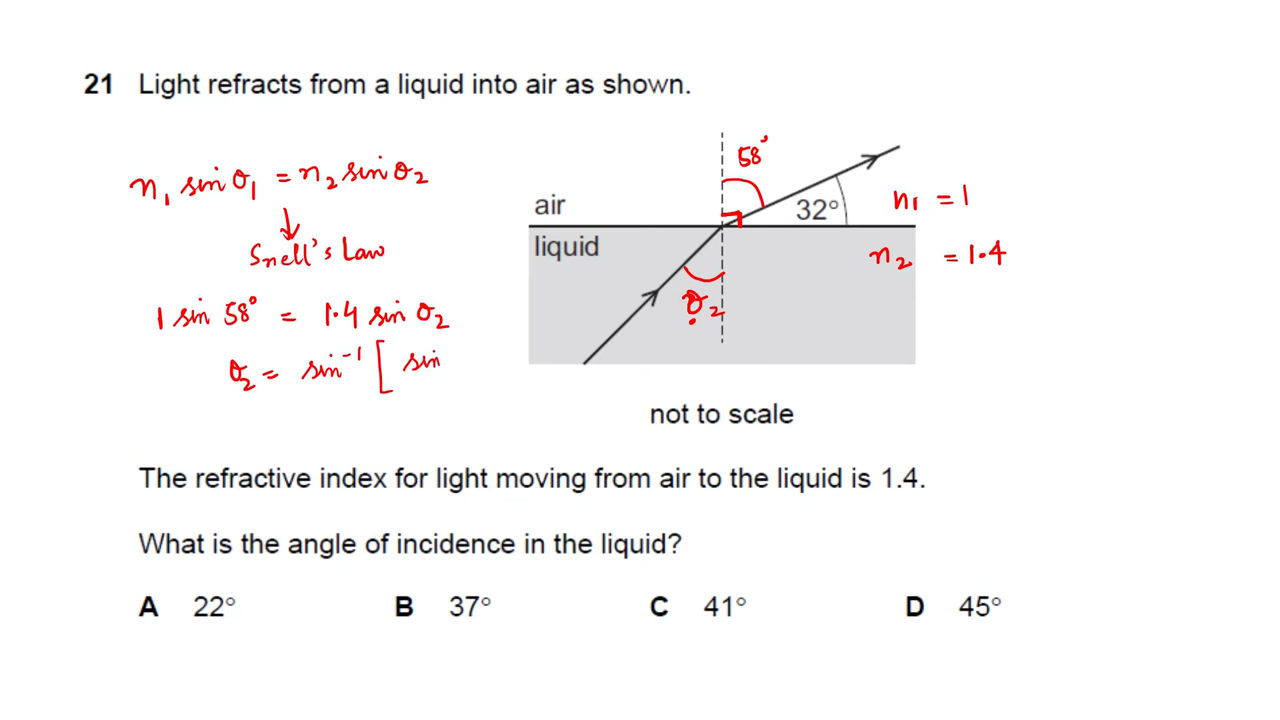 21 Light refracts from a liquid into air as shown.
n₁ sin θ₁ = n₂ sin θ₂
↓
Snell's Law
1 sin 58° = 1.4 sin θ₂
θ₂ = sin⁻¹ [ sin
58°
air
32°
n₁ = 1
liquid
n₂ = 1.4
θ₂
not to scale
The refractive index for light moving from air to the liquid is 1.4.
What is the angle of incidence in the liquid?
A 22° B 37° C 41° D 45°